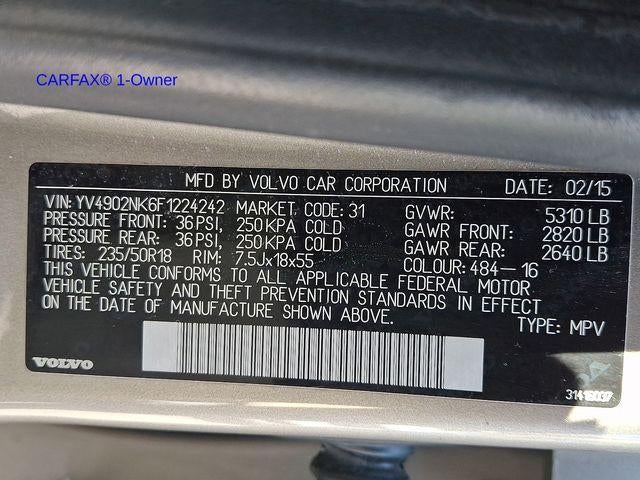 CARFAX® 1-Owner
MFD BY VOLVO CAR CORPORATION DATE: 02/15
VIN: YV4902NK6F1224242 MARKET CODE: 31 GVWR: 5310 LB
PRESSURE FRONT: 36 PSI, 250 KPA COLD GAWR FRONT: 2820 LB
PRESSURE REAR: 36 PSI, 250 KPA COLD GAWR REAR: 2640 LB
TIRES: 235/50R18 RIM: 7.5Jx18x55 COLOUR: 484-16
THIS VEHICLE CONFORMS TO ALL APPLICABLE FEDERAL MOTOR
VEHICLE SAFETY AND THEFT PREVENTION STANDARDS IN EFFECT
ON THE DATE OF MANUFACTURE SHOWN ABOVE.
TYPE: MPV
VOLVO